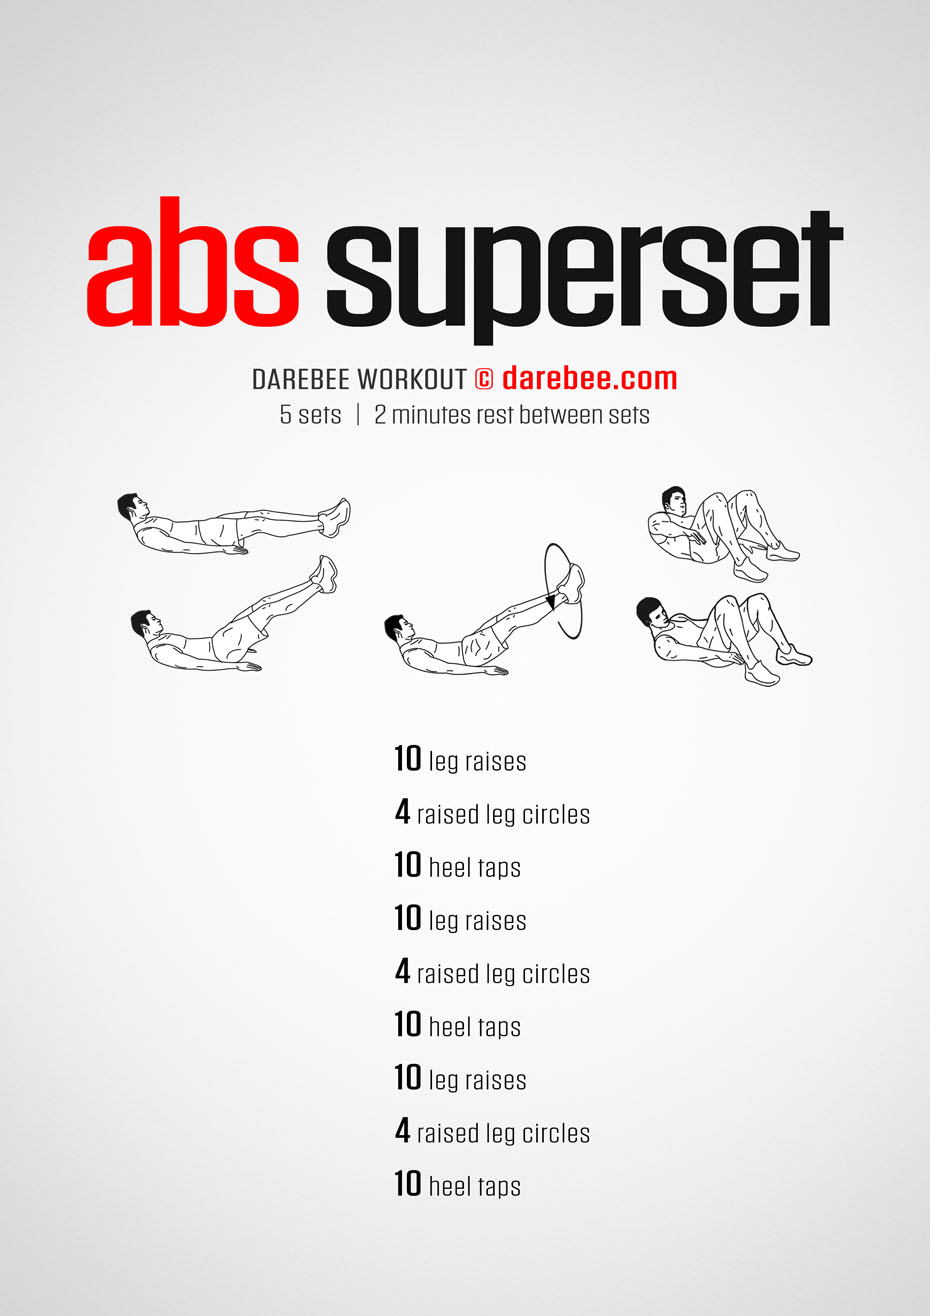 abs superset
DAREBEE WORKOUT © darebee.com
5 sets | 2 minutes rest between sets
10 leg raises
4 raised leg circles
10 heel taps
10 leg raises
4 raised leg circles
10 heel taps
10 leg raises
4 raised leg circles
10 heel taps